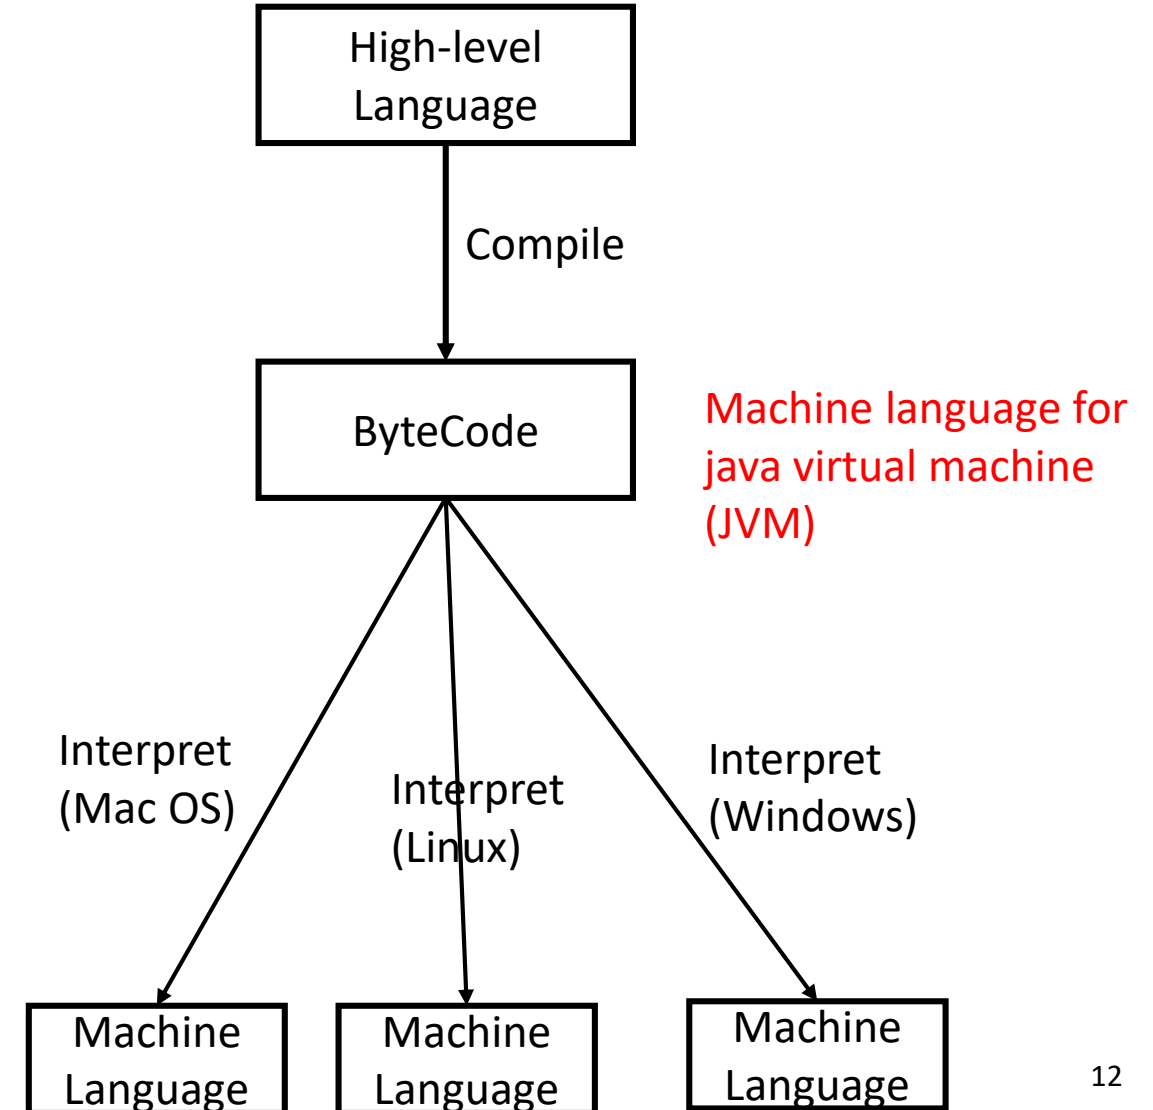 High-level
Language
Compile
ByteCode
Machine language for
java virtual machine
(JVM)
Interpret
(Mac OS)
Interpret
(Linux)
Interpret
(Windows)
Machine
Language
Machine
Language
Machine
Language
12